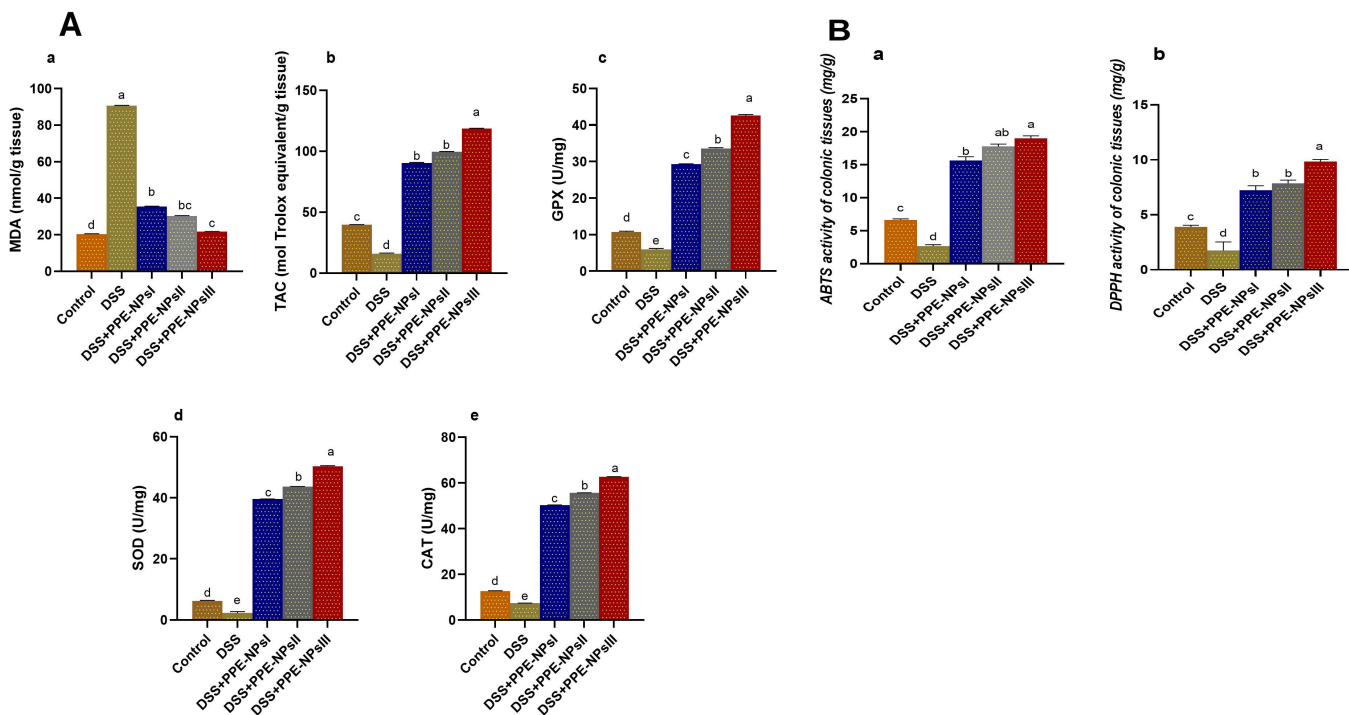 A
B
a
MDA (nmol/g tissue)
100
80
60
40
20
0
d
a
b
bc
c
Control
DSS
DSS+PPE-NPsI
DSS+PPE-NPsII
DSS+PPE-NPsIII
b
TAC (mol Trolox equivalent/g tissue)
150
100
50
0
c
d
b
b
a
Control
DSS
DSS+PPE-NPsI
DSS+PPE-NPsII
DSS+PPE-NPsIII
c
GPX (U/mg)
50
40
30
20
10
0
d
e
c
b
a
Control
DSS
DSS+PPE-NPsI
DSS+PPE-NPsII
DSS+PPE-NPsIII
a
ABTS activity of colonic tissues (mg/g)
25
20
15
10
5
0
c
d
b
ab
a
Control
DSS
DSS+PPE-NPsI
DSS+PPE-NPsII
DSS+PPE-NPsIII
b
DPPH activity of colonic tissues (mg/g)
15
10
5
0
c
d
b
b
a
Control
DSS
DSS+PPE-NPsI
DSS+PPE-NPsII
DSS+PPE-NPsIII
d
SOD (U/mg)
60
40
20
0
d
e
c
b
a
Control
DSS
DSS+PPE-NPsI
DSS+PPE-NPsII
DSS+PPE-NPsIII
e
CAT (U/mg)
80
60
40
20
0
d
e
c
b
a
Control
DSS
DSS+PPE-NPsI
DSS+PPE-NPsII
DSS+PPE-NPsIII